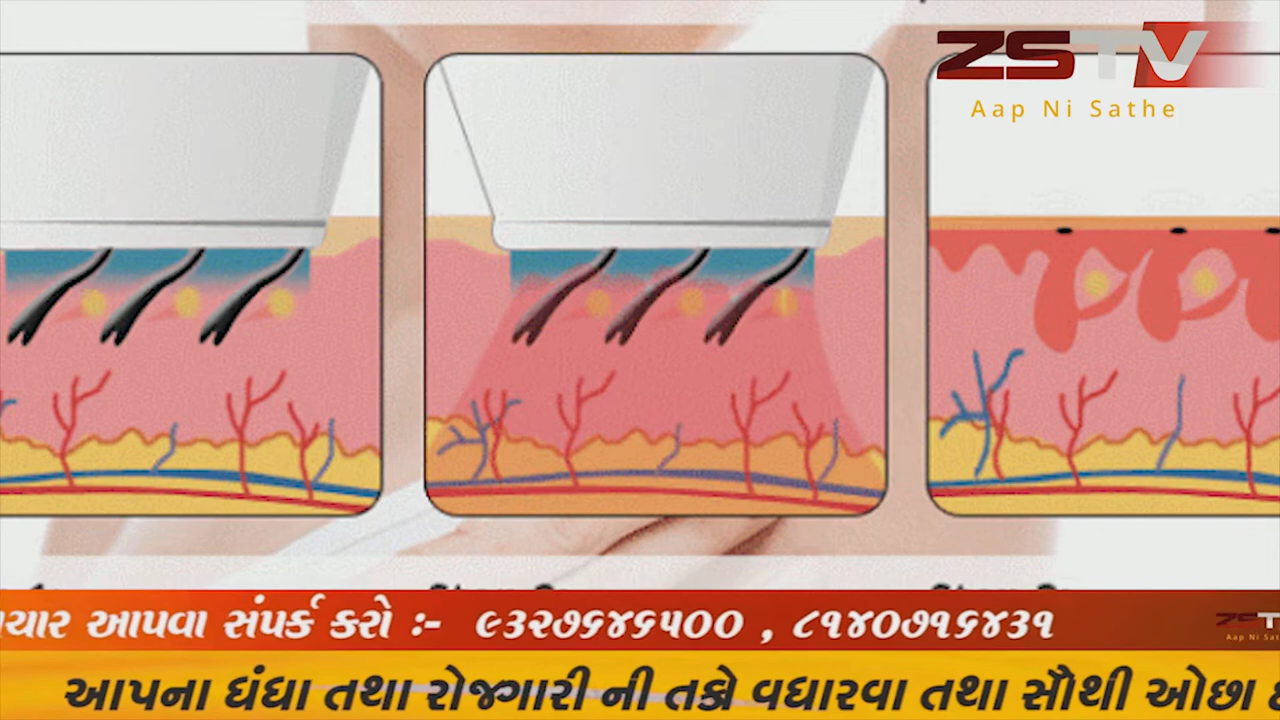 ZSTV
Aap Ni Sathe
આપવા સંપર્ક કરો :- ૯૩૨૭૬૪૬૫૦૦ , ૮૧૪૦૭૧૬૪૩૧
આપના ધંધા તથા રોજગારી ની તકો વધારવા તથા સૌથી ઓછા